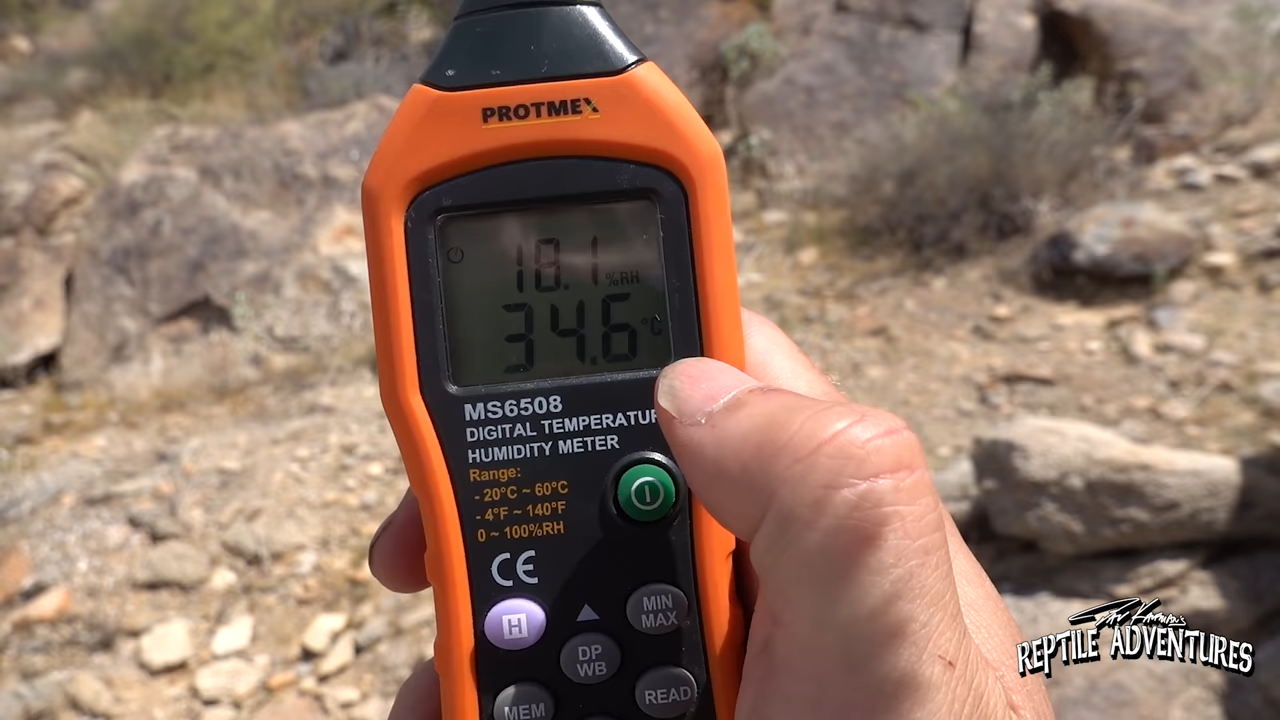 PROTMEX
18.1 %RH
34.6 °C
MS6508
DIGITAL TEMPERATUR
HUMIDITY METER
Range:
- 20°C ~ 60°C
- 4°F ~ 140°F
0 ~ 100%RH
CE
H
MIN
MAX
DP
WB
MEM
READ
REPTILE ADVENTURES